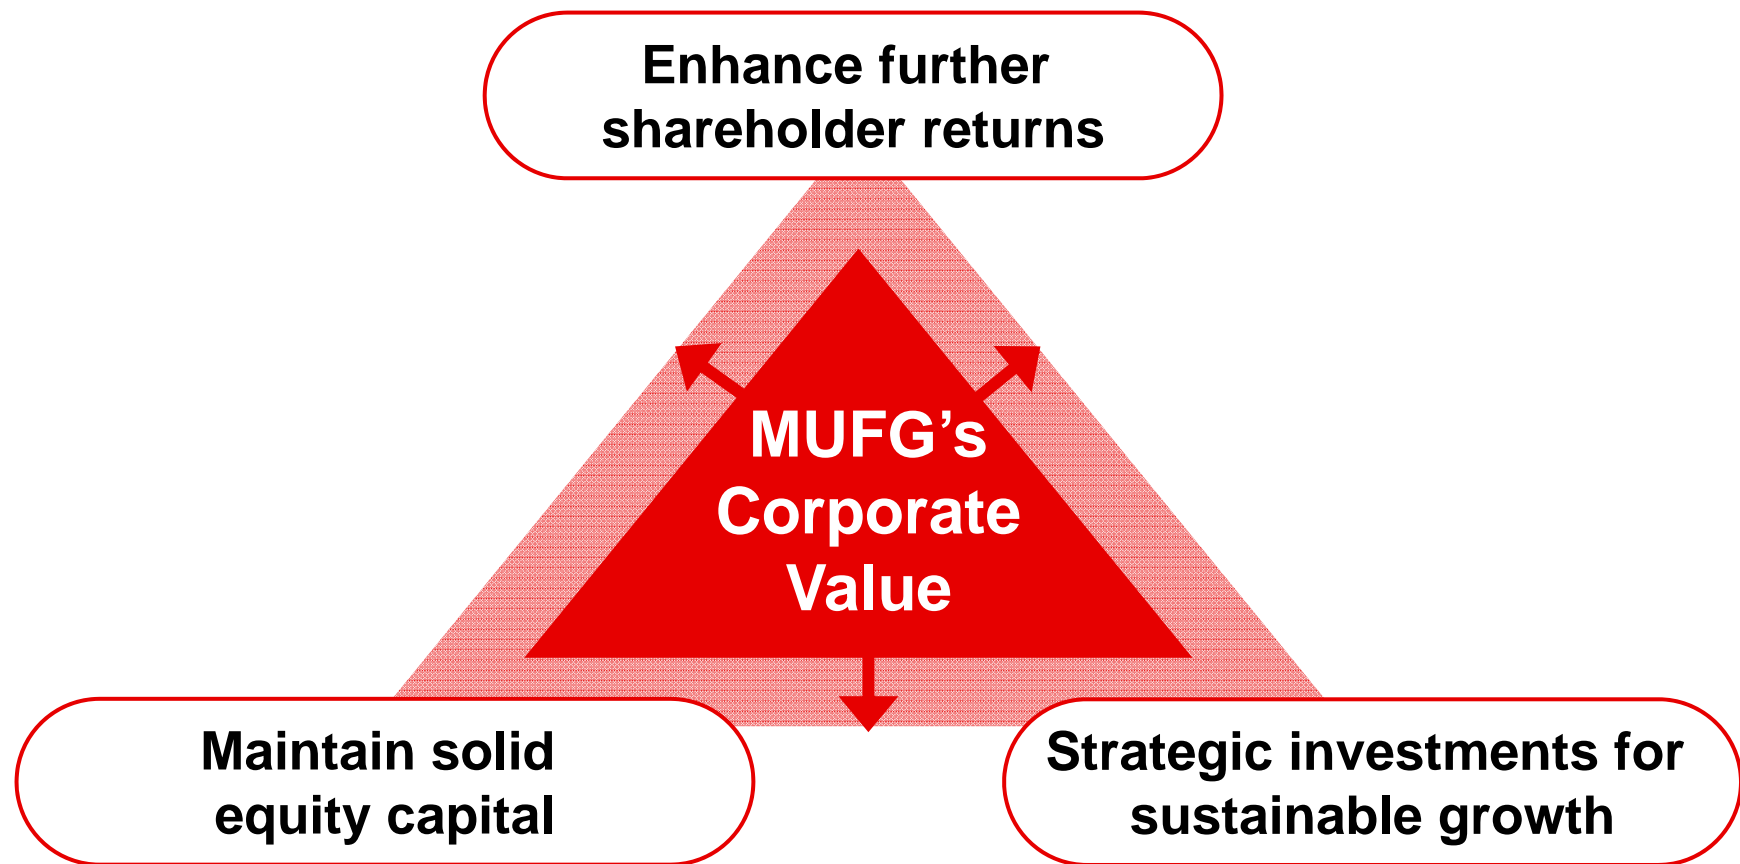 Enhance further
shareholder returns
MUFG’s
Corporate
Value
Maintain solid
equity capital
Strategic investments for
sustainable growth